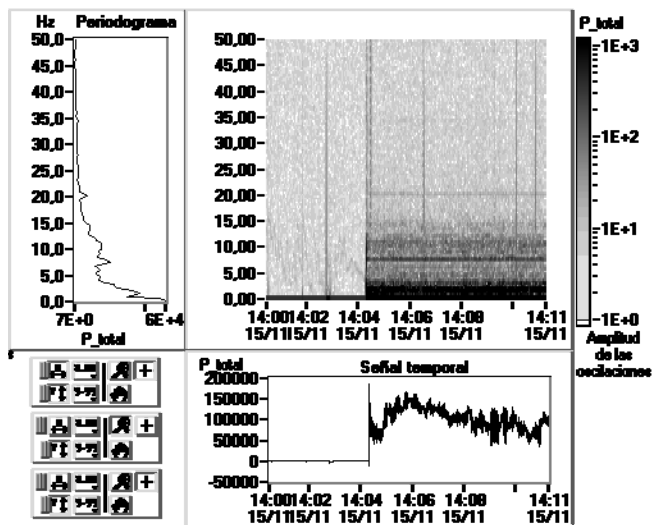 Hz Periodograma
50,0
45,0
40,0
35,0
30,0
25,0
20,0
15,0
10,0
5,0
0,0
7E+0 6E+4
P_total
50,00
45,00
40,00
35,00
30,00
25,00
20,00
15,00
10,00
5,00
0,00
14:00 14:02 14:04 14:06 14:08 14:11
15/11 15/11 15/11 15/11 15/11 15/11
P_total
1E+3
1E+2
1E+1
1E+0
Amplitud
de las
oscilaciones
P_total Señal temporal
200000
150000
100000
50000
0
-50000
14:00 14:02 14:04 14:06 14:08 14:11
15/11 15/11 15/11 15/11 15/11 15/11